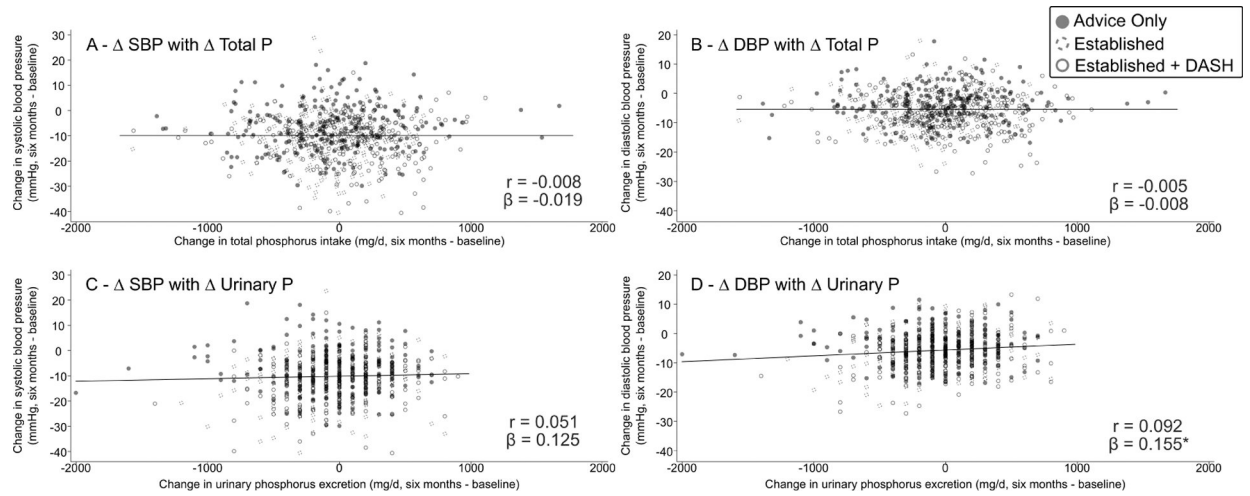 A - Δ SBP with Δ Total P
Change in systolic blood pressure
(mmHg, six months - baseline)
30
20
10
0
-10
-20
-30
-40
r = -0.008
β = -0.019
-2000
-1000
0
1000
2000
Change in total phosphorus intake (mg/d, six months - baseline)
B - Δ DBP with Δ Total P
Advice Only
Established
Established + DASH
Change in diastolic blood pressure
(mmHg, six months - baseline)
20
10
0
-10
-20
-30
-40
r = -0.005
β = -0.008
-2000
-1000
0
1000
2000
Change in total phosphorus intake (mg/d, six months - baseline)
C - Δ SBP with Δ Urinary P
Change in systolic blood pressure
(mmHg, six months - baseline)
30
20
10
0
-10
-20
-30
-40
r = 0.051
β = 0.125
-2000
-1000
0
1000
2000
Change in urinary phosphorus excretion (mg/d, six months - baseline)
D - Δ DBP with Δ Urinary P
Change in diastolic blood pressure
(mmHg, six months - baseline)
20
10
0
-10
-20
-30
-40
r = 0.092
β = 0.155*
-2000
-1000
0
1000
2000
Change in urinary phosphorus excretion (mg/d, six months - baseline)